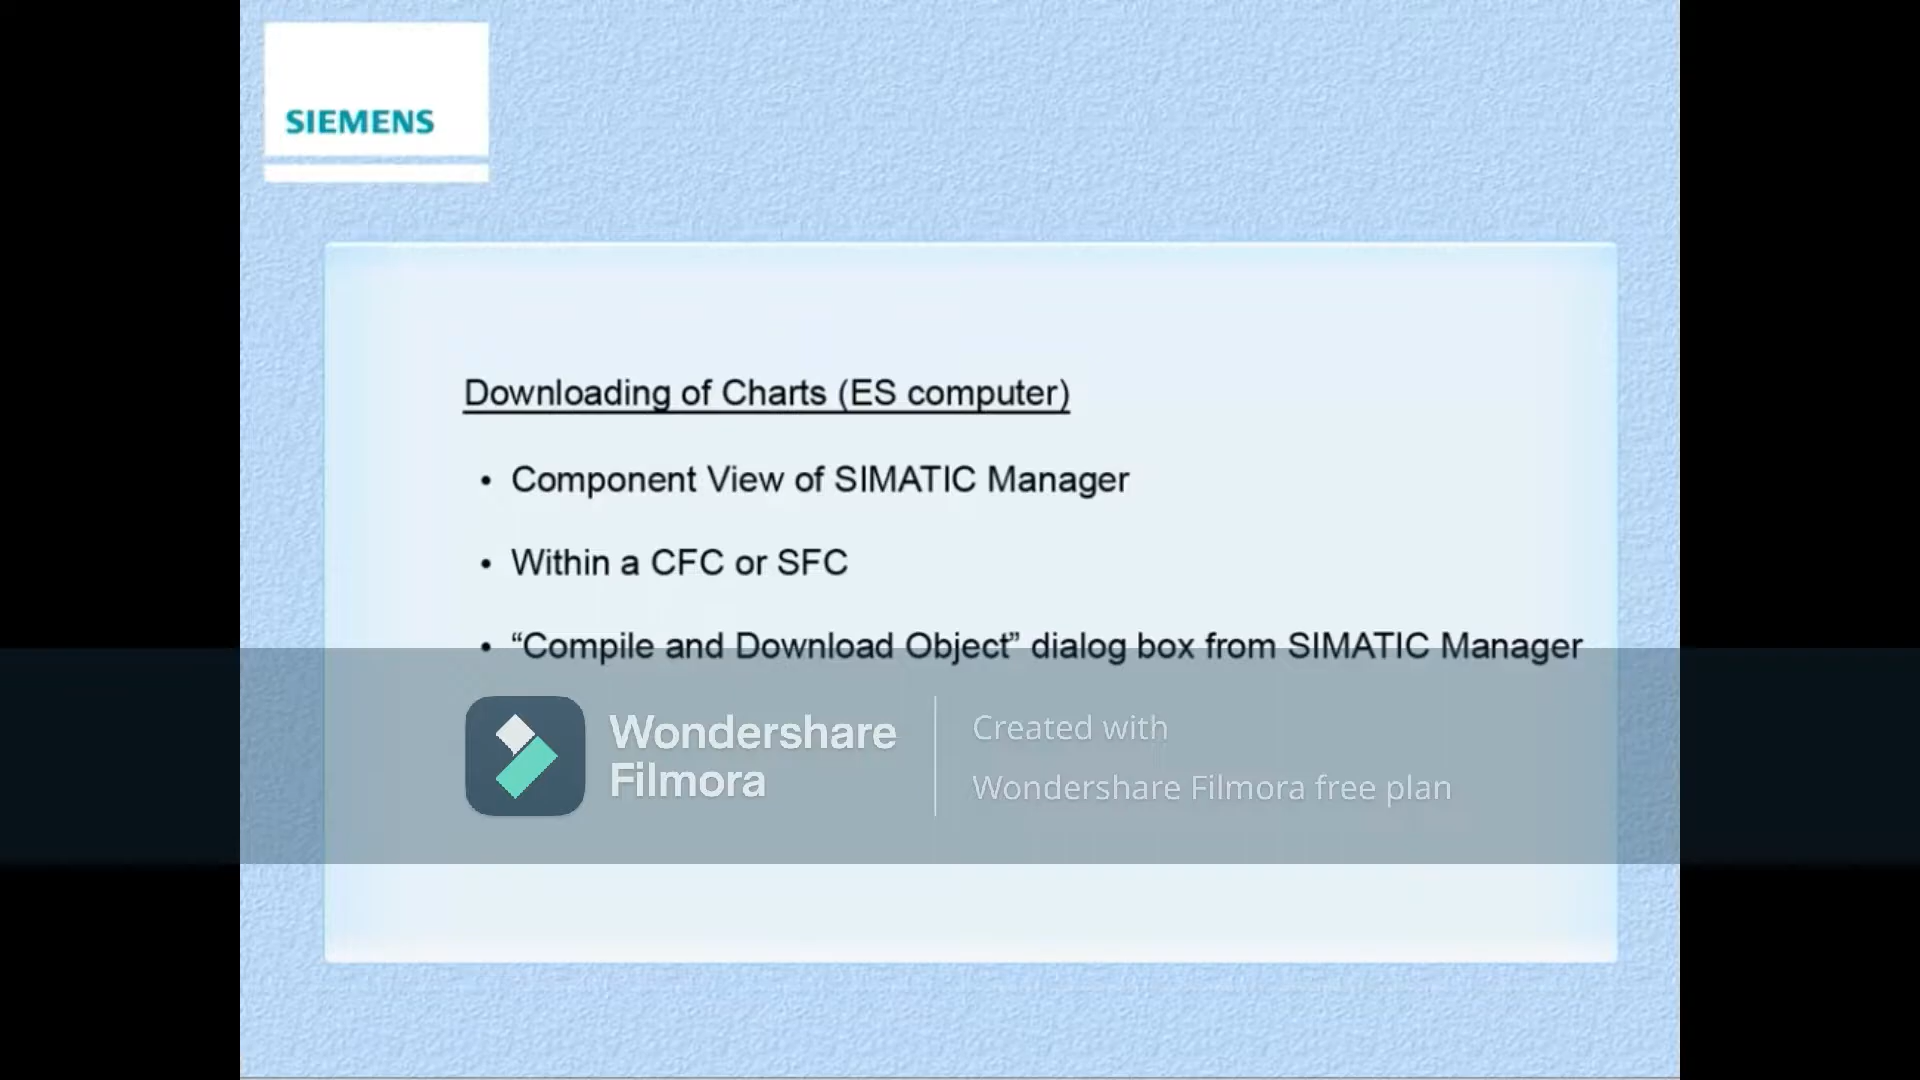 SIEMENS
Downloading of Charts (ES computer)
• Component View of SIMATIC Manager
• Within a CFC or SFC
• “Compile and Download Object” dialog box from SIMATIC Manager
Wondershare
Filmora
Created with
Wondershare Filmora free plan